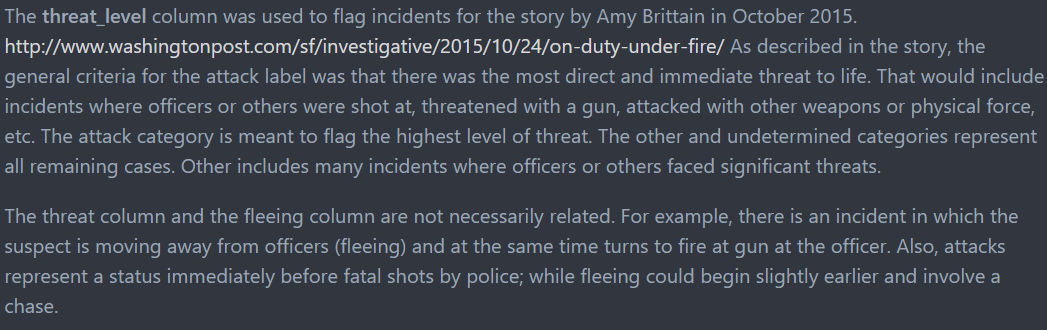 The threat_level column was used to flag incidents for the story by Amy Brittain in October 2015.
http://www.washingtonpost.com/sf/investigative/2015/10/24/on-duty-under-fire/ As described in the story, the
general criteria for the attack label was that there was the most direct and immediate threat to life. That would include
incidents where officers or others were shot at, threatened with a gun, attacked with other weapons or physical force,
etc. The attack category is meant to flag the highest level of threat. The other and undetermined categories represent
all remaining cases. Other includes many incidents where officers or others faced significant threats.
The threat column and the fleeing column are not necessarily related. For example, there is an incident in which the
suspect is moving away from officers (fleeing) and at the same time turns to fire at gun at the officer. Also, attacks
represent a status immediately before fatal shots by police; while fleeing could begin slightly earlier and involve a
chase.